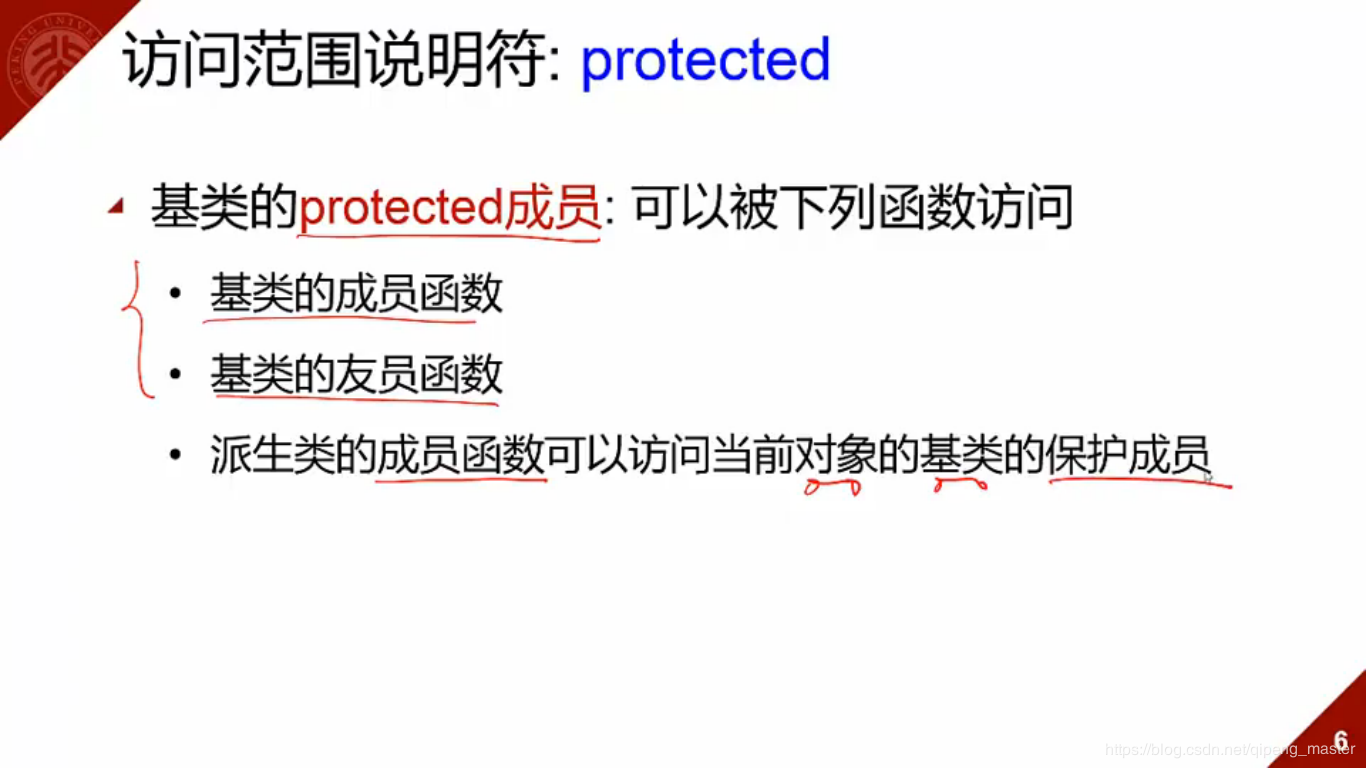 访问范围说明符: protected
基类的protected成员: 可以被下列函数访问
• 基类的成员函数
• 基类的友员函数
• 派生类的成员函数可以访问当前对象的基类的保护成员
6
https://blog.csdn.net/qipang_master